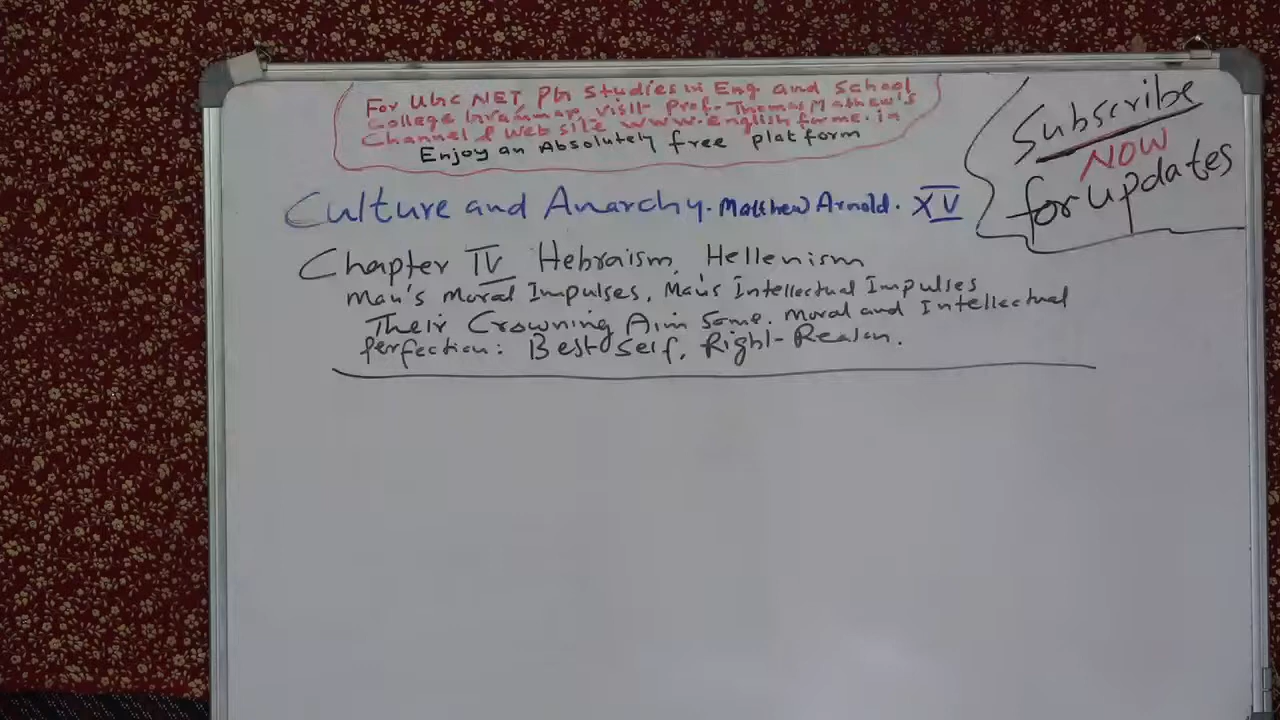 For Ugc NET PG Studies in Eng and School
College Grammar, Visit Prof. Thomas Mathew's
Channel & Web site www.englishforme.in
Enjoy an Absolutely free platform
Subscribe
NOW
for updates
Culture and Anarchy. Matthew Arnold. XV
Chapter IV Hebraism, Hellenism
Man's Moral Impulses, Man's Intellectual Impulses
Their Crowning Aim Same. Moral and Intellectual
Perfection: Best Self, Right-Reason.